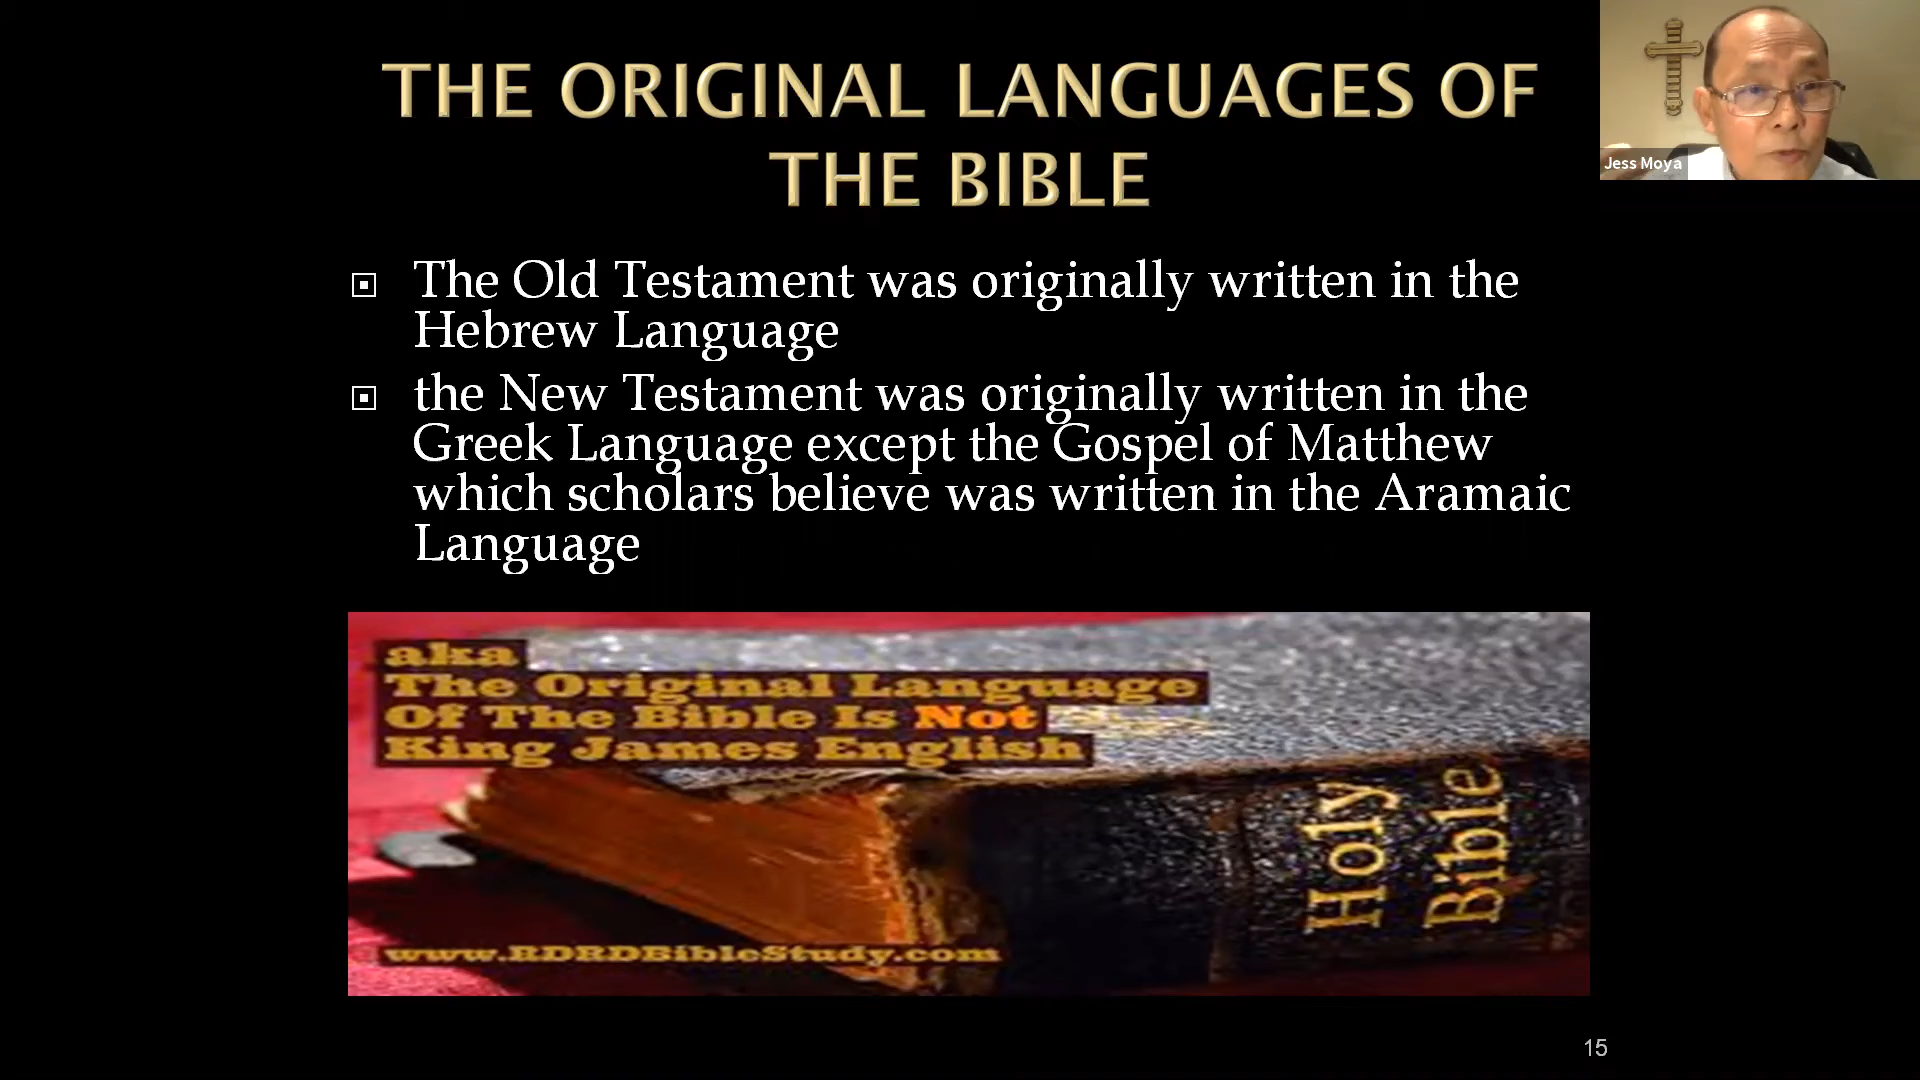 THE ORIGINAL LANGUAGES OF
THE BIBLE
Jess Moya
The Old Testament was originally written in the
Hebrew Language
the New Testament was originally written in the
Greek Language except the Gospel of Matthew
which scholars believe was written in the Aramaic
Language
aka
The Original Language
Of The Bible Is Not
King James English
Holy
Bible
www.RDRDBibleStudy.com
15